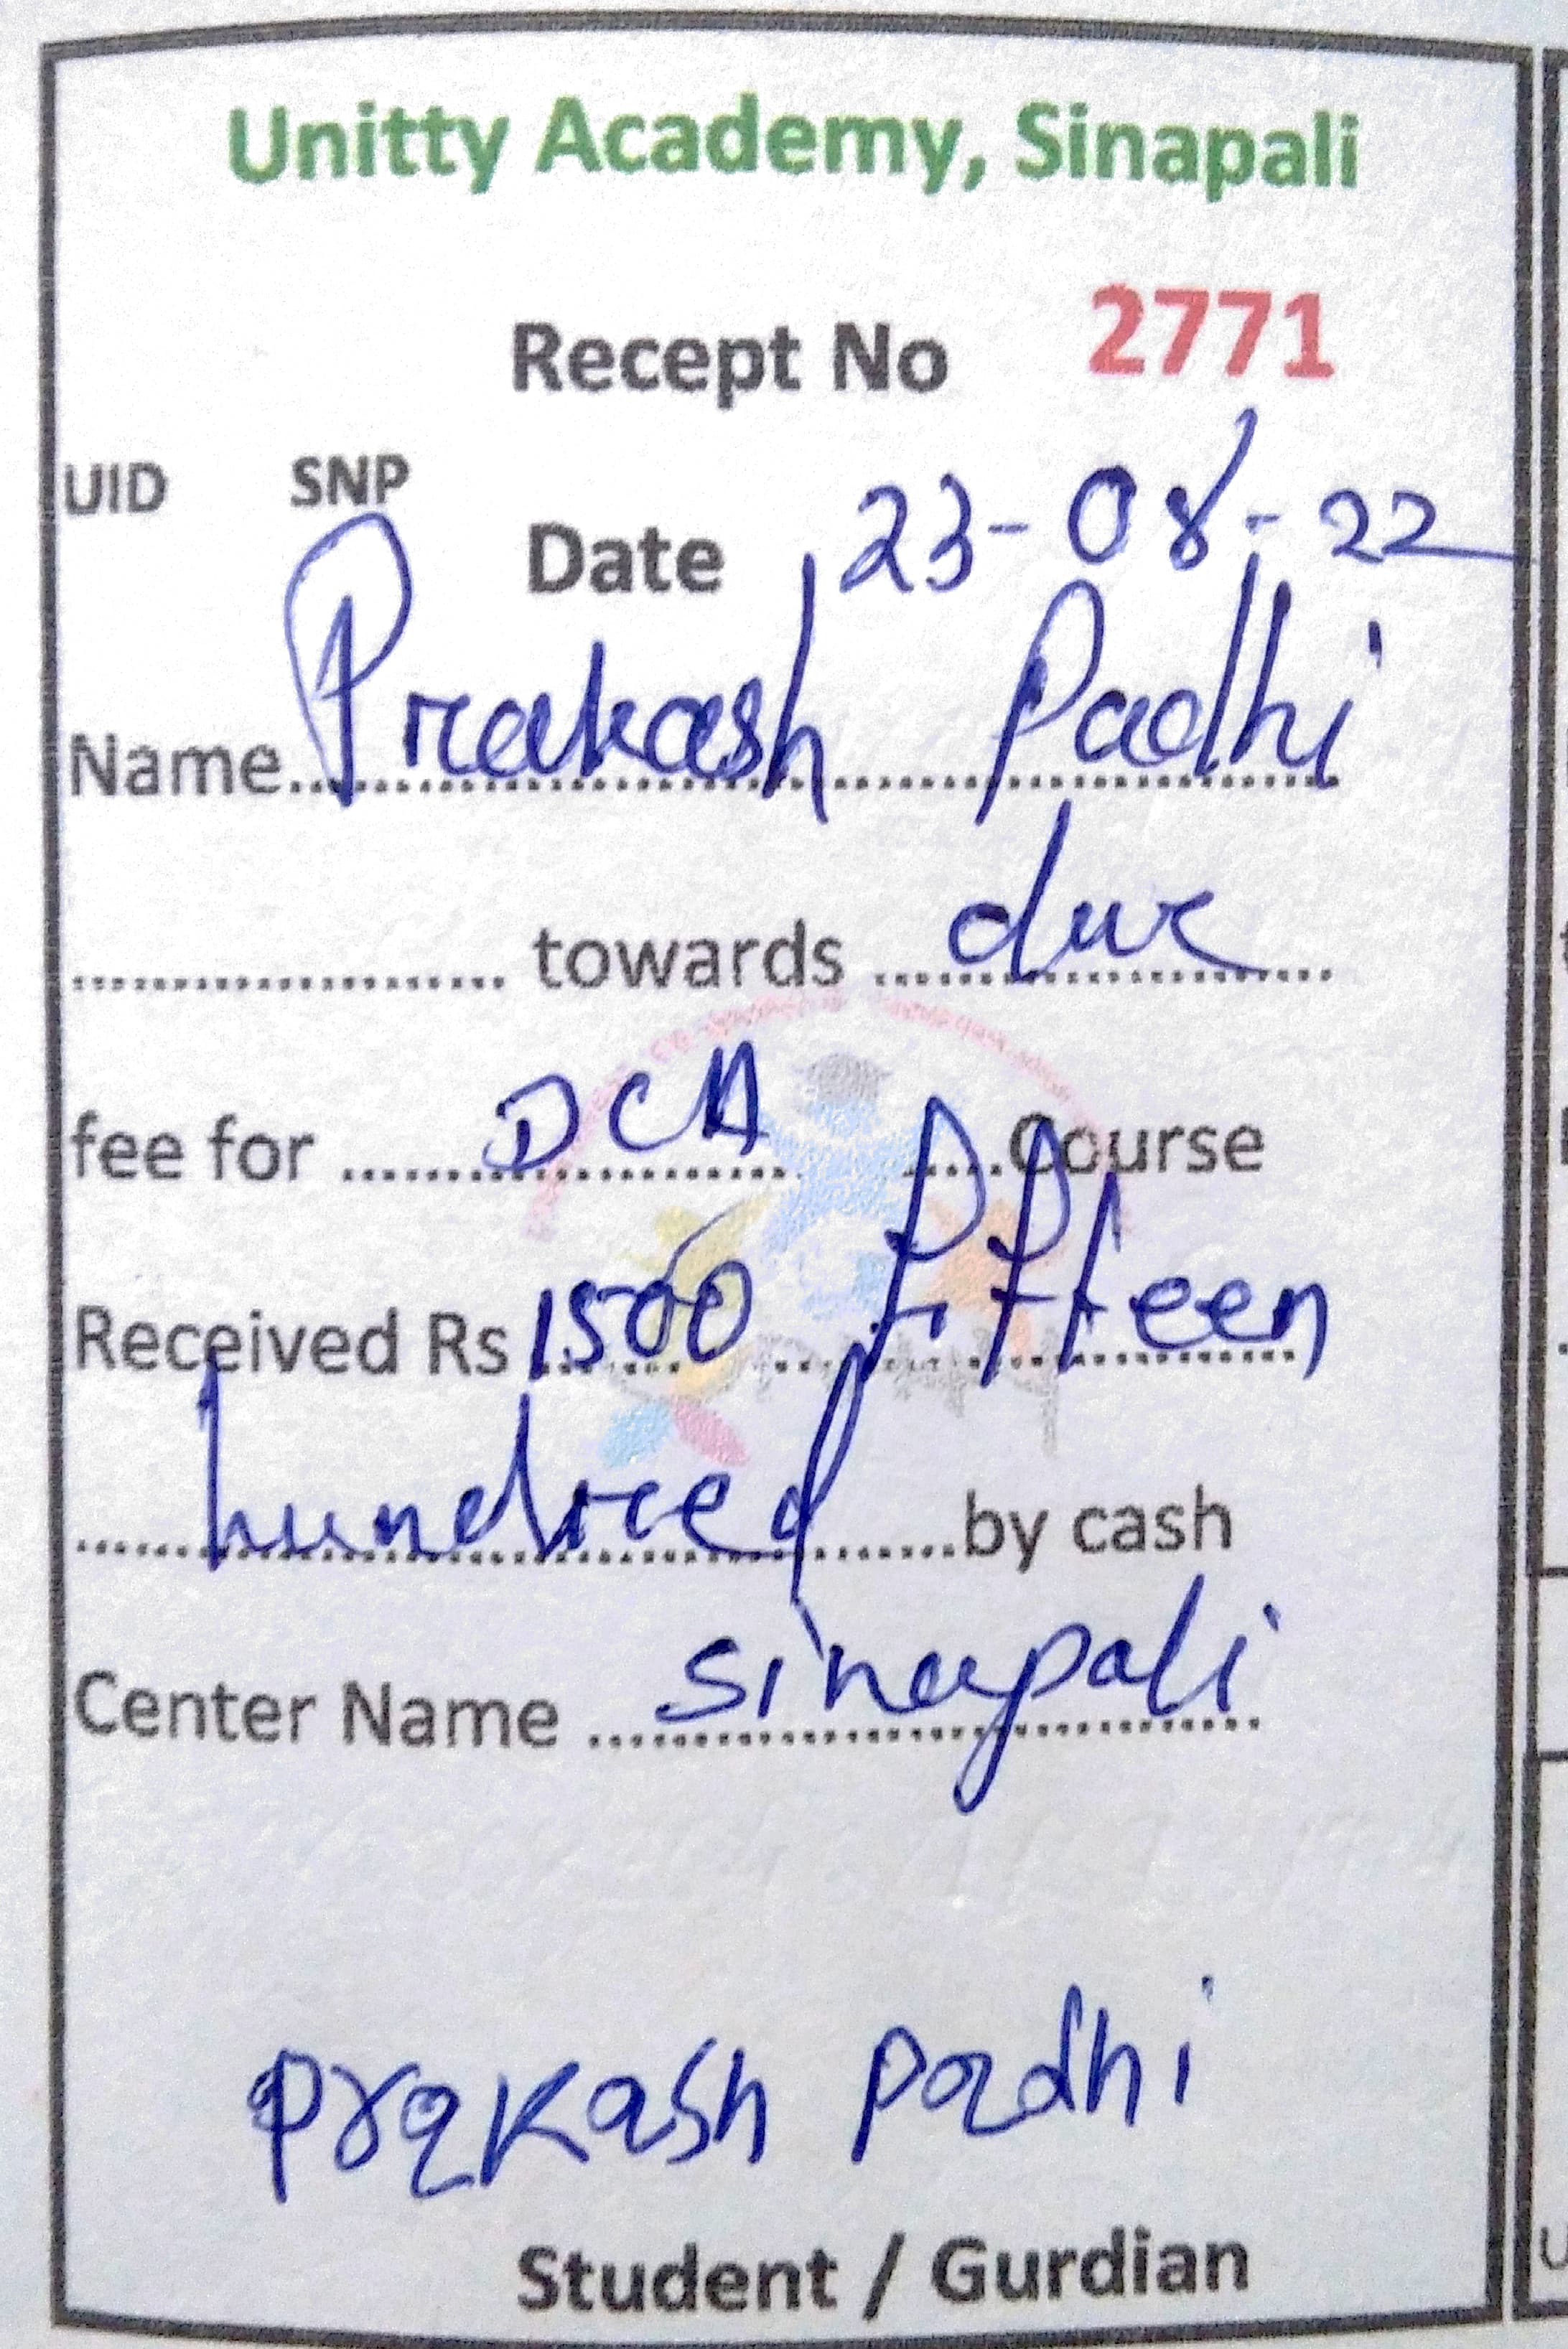 Unitty Academy, Sinapali
Recept No 2771
UID SNP
Date 23-08-22
Name Prakash Padhi
towards due
fee for DCA Course
Received Rs 1500 fifteen
hundred by cash
Center Name Sinapali
Prakash padhi
Student / Gurdian